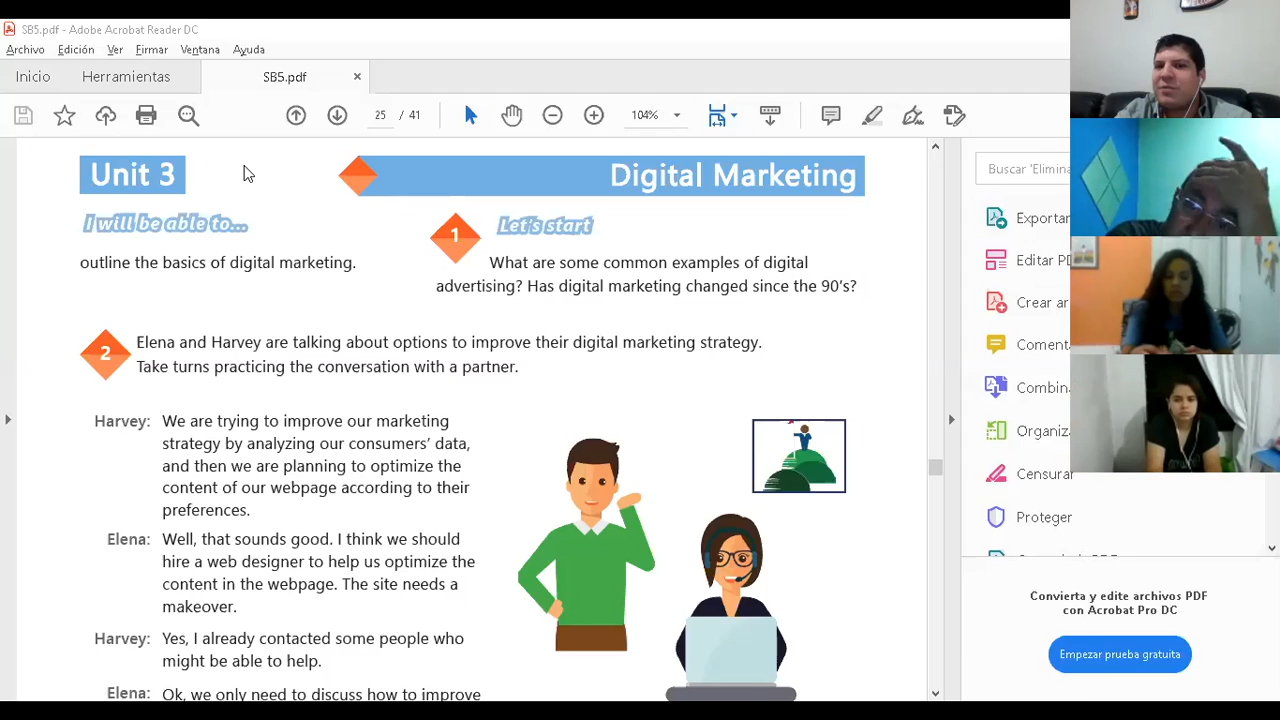 SB5.pdf - Adobe Acrobat Reader DC
Archivo Edición Ver Firmar Ventana Ayuda
Inicio Herramientas SB5.pdf ×
25 / 41 104%
Unit 3 Digital Marketing
I will be able to...
outline the basics of digital marketing.
1 Let's start
What are some common examples of digital
advertising? Has digital marketing changed since the 90's?
2 Elena and Harvey are talking about options to improve their digital marketing strategy.
Take turns practicing the conversation with a partner.
Harvey: We are trying to improve our marketing
strategy by analyzing our consumers' data,
and then we are planning to optimize the
content of our webpage according to their
preferences.
Elena: Well, that sounds good. I think we should
hire a web designer to help us optimize the
content in the webpage. The site needs a
makeover.
Harvey: Yes, I already contacted some people who
might be able to help.
Elena: Ok, we only need to discuss how to improve
Buscar 'Elimina
Exportar
Editar PD
Crear ar
Coment
Combina
Organiza
Censurar
Proteger
Convierta y edite archivos PDF
con Acrobat Pro DC
Empezar prueba gratuita